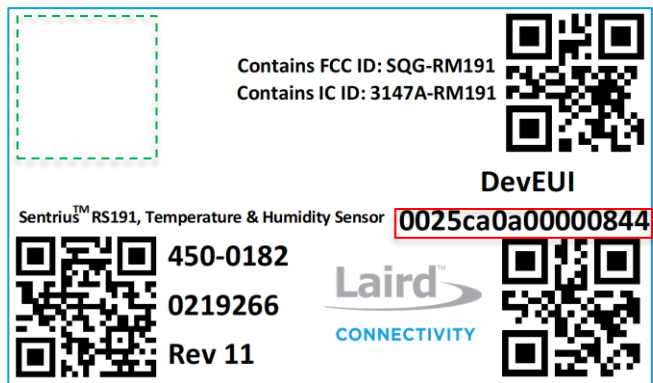 Contains FCC ID: SQG-RM191
Contains IC ID: 3147A-RM191
DevEUI
Sentrius™ RS191, Temperature & Humidity Sensor
0025ca0a00000844
450-0182
0219266
Rev 11
Laird™
CONNECTIVITY